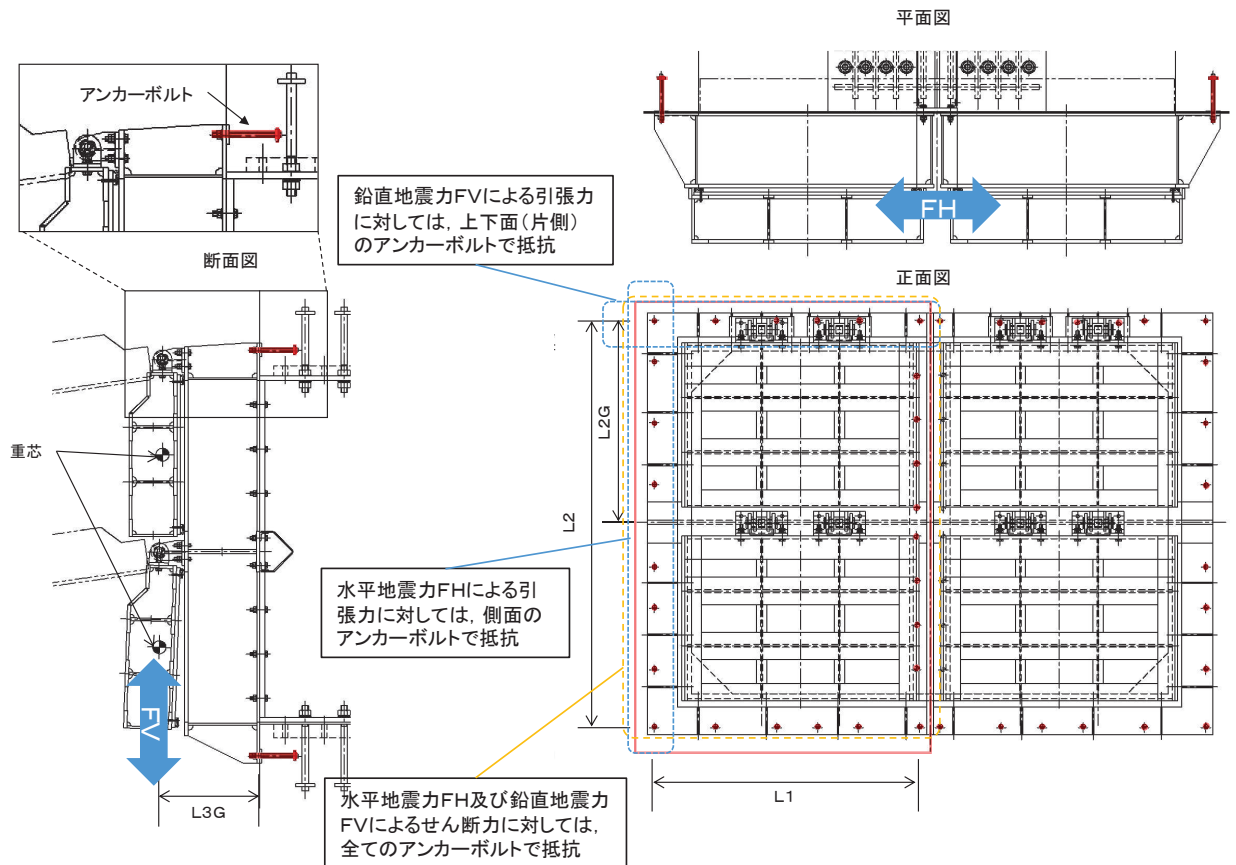 平面図
アンカーボルト
鉛直地震力FVによる引張力
に対しては，上下面(片側)
のアンカーボルトで抵抗
FH
断面図
正面図
重芯
L2G
L2
水平地震力FHによる引
張力に対しては，側面の
アンカーボルトで抵抗
FV
L3G
L1
水平地震力FH及び鉛直地震力
FVによるせん断力に対しては，
全てのアンカーボルトで抵抗